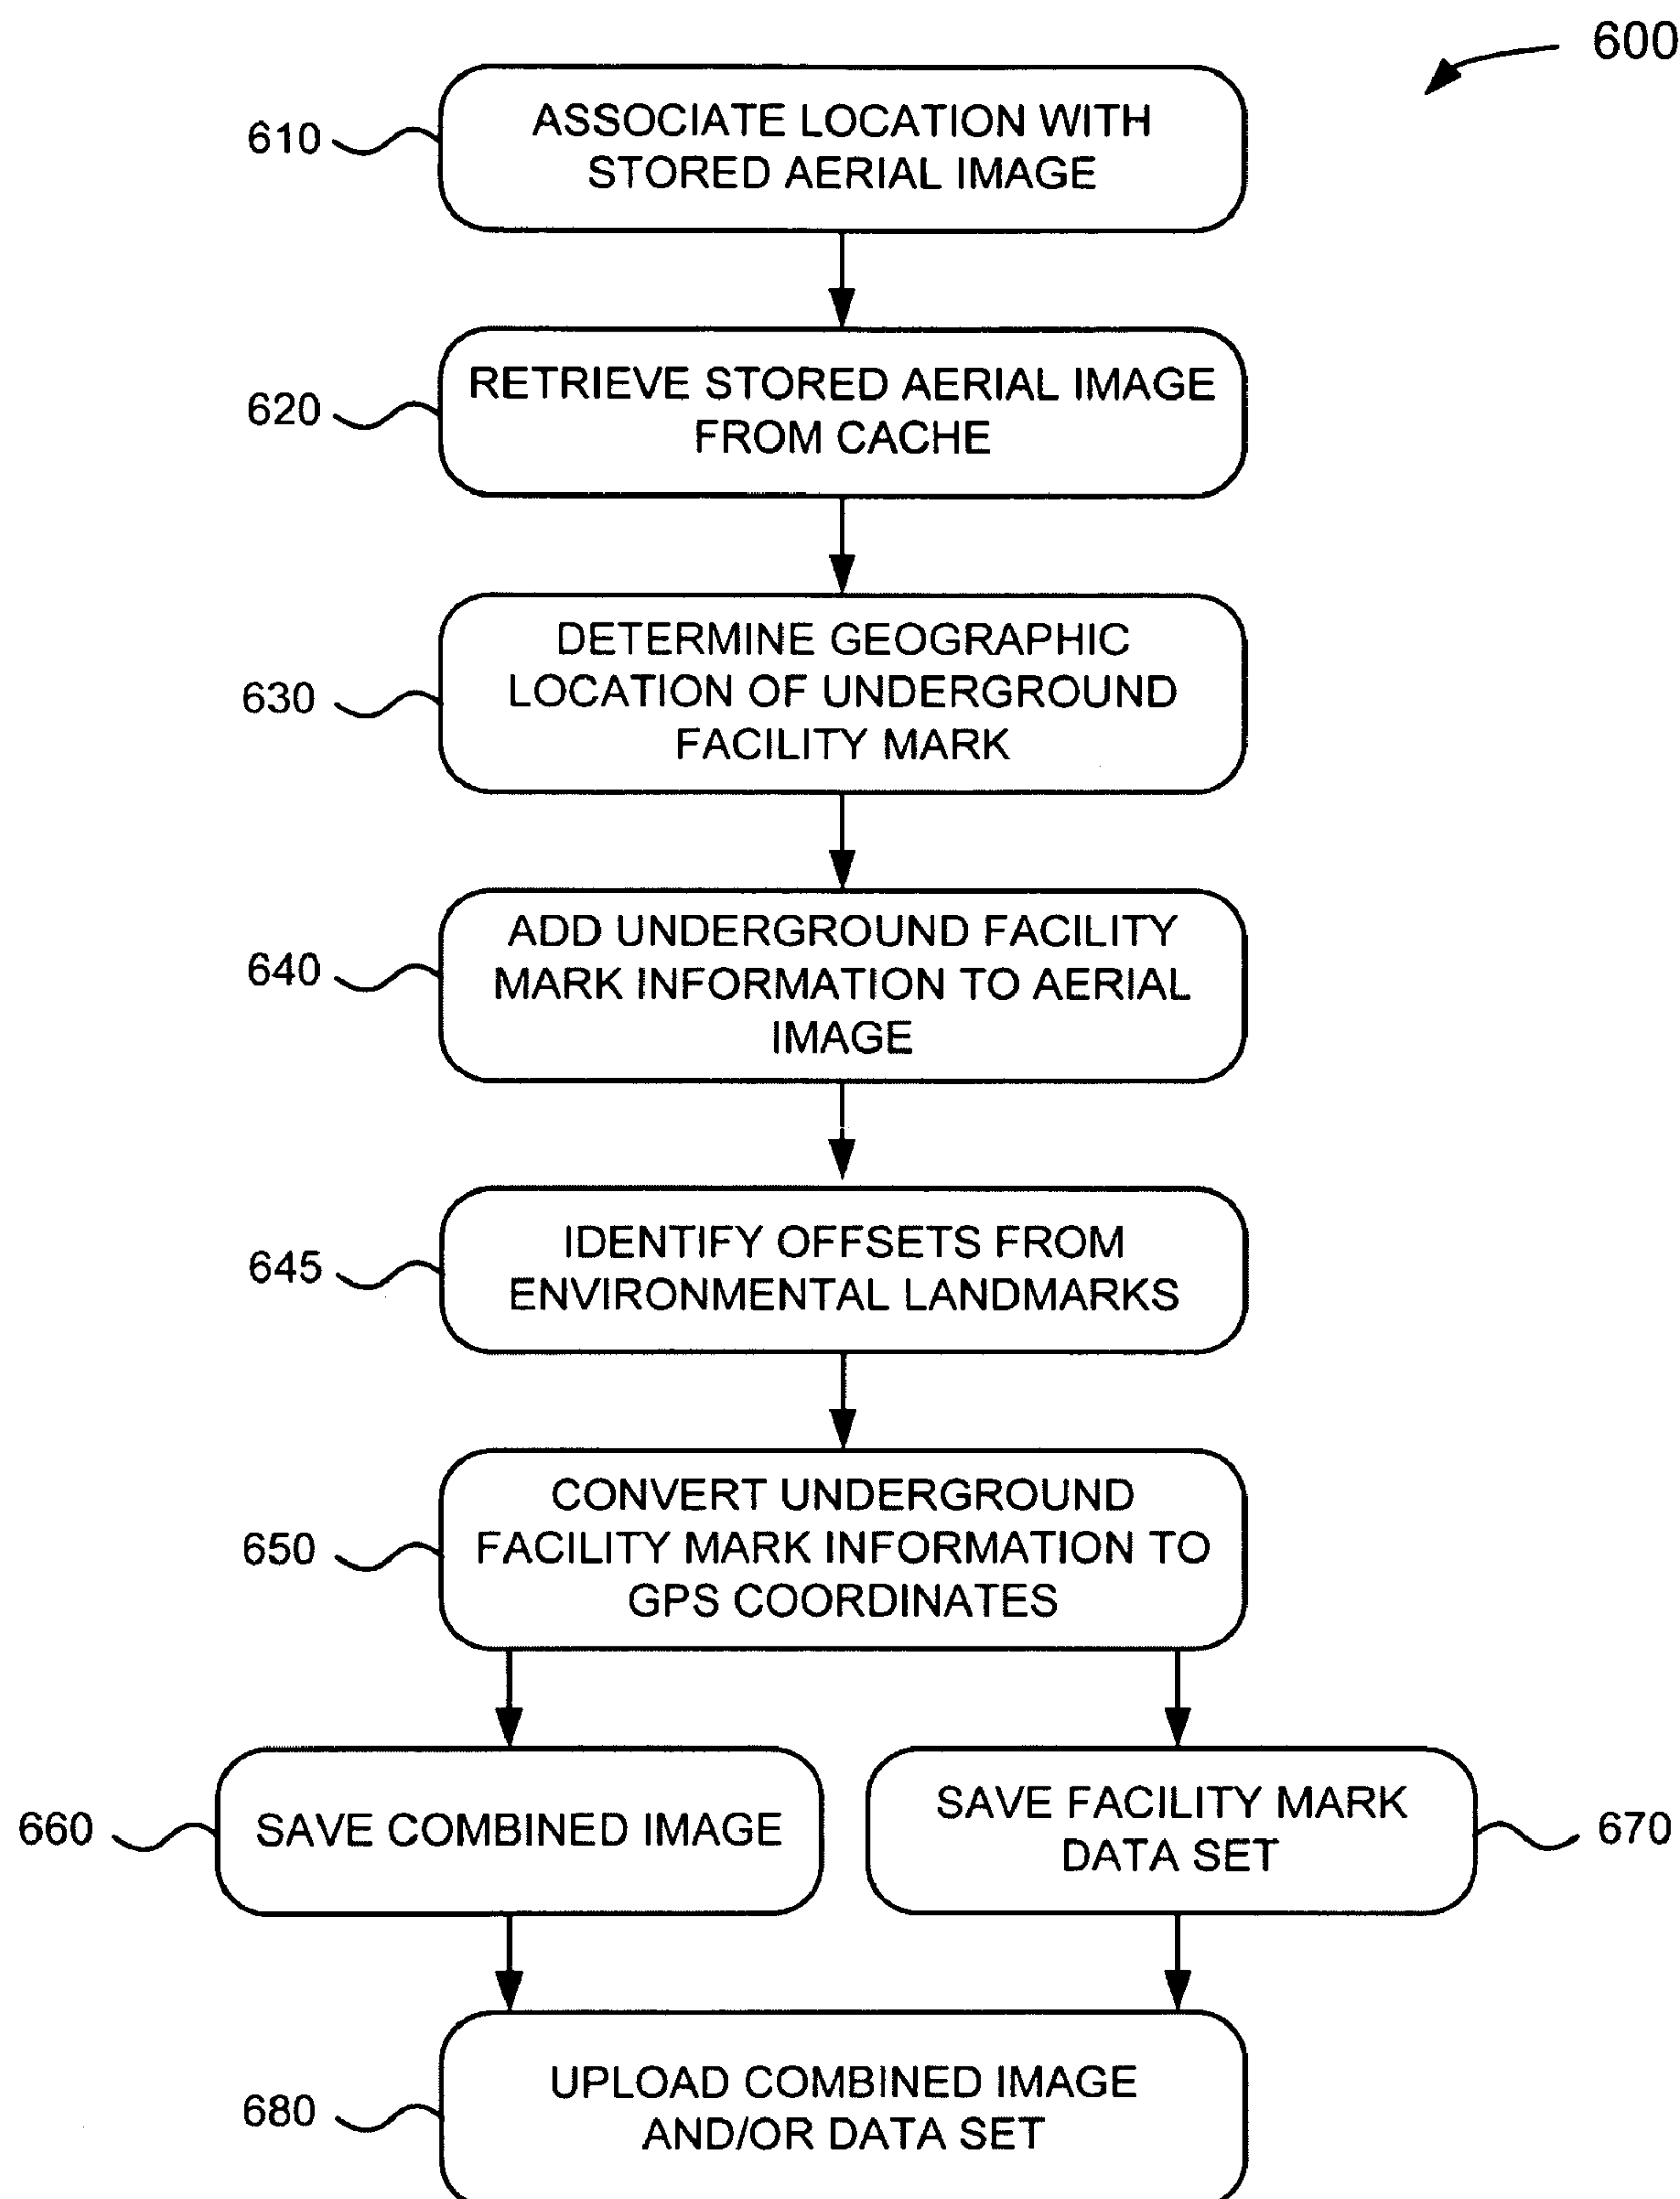 600
610
ASSOCIATE LOCATION WITH
STORED AERIAL IMAGE
620
RETRIEVE STORED AERIAL IMAGE
FROM CACHE
630
DETERMINE GEOGRAPHIC
LOCATION OF UNDERGROUND
FACILITY MARK
640
ADD UNDERGROUND FACILITY
MARK INFORMATION TO AERIAL
IMAGE
645
IDENTIFY OFFSETS FROM
ENVIRONMENTAL LANDMARKS
650
CONVERT UNDERGROUND
FACILITY MARK INFORMATION TO
GPS COORDINATES
660
SAVE COMBINED IMAGE
SAVE FACILITY MARK
DATA SET
670
680
UPLOAD COMBINED IMAGE
AND/OR DATA SET